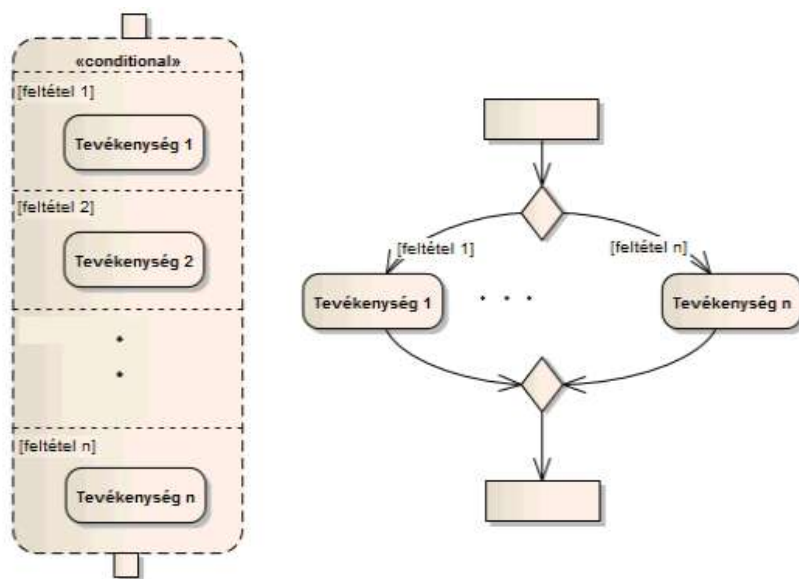 «conditional»
[feltétel 1]
Tevékenység 1
[feltétel 2]
Tevékenység 2
[feltétel n]
Tevékenység n
[feltétel 1]
[feltétel n]
Tevékenység 1
. . .
Tevékenység n